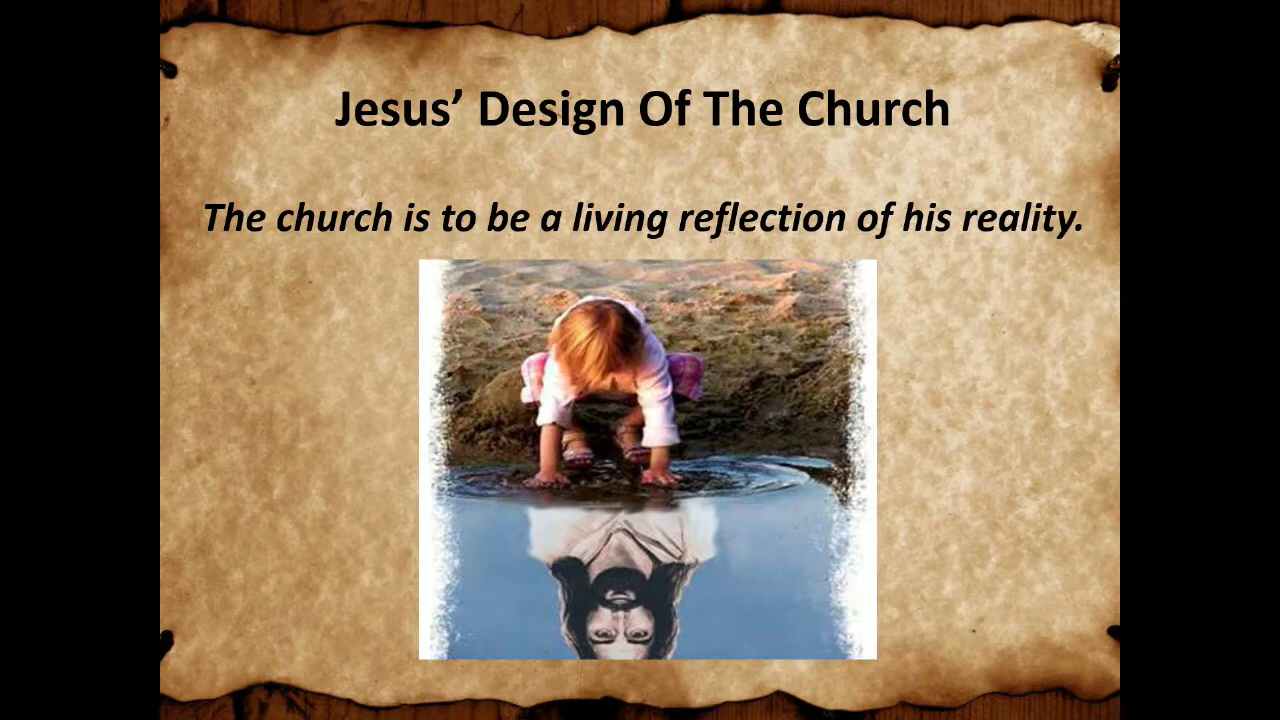 Jesus’ Design Of The Church
The church is to be a living reflection of his reality.